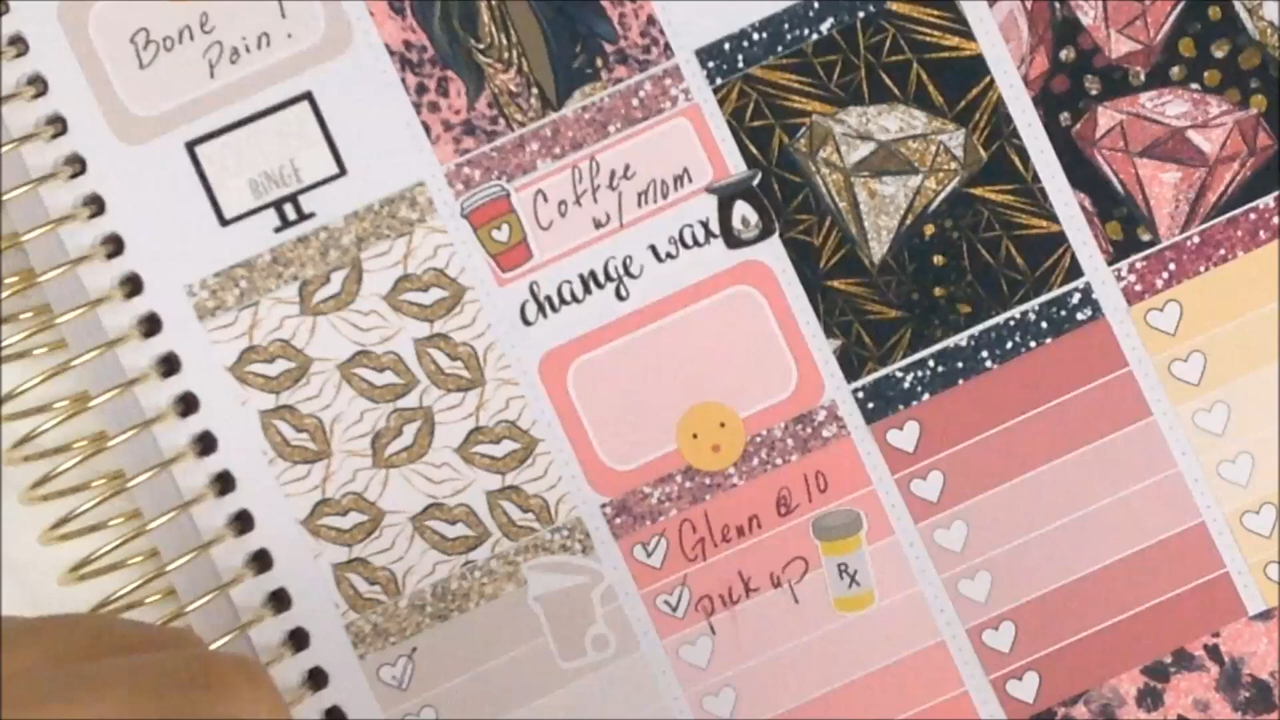 Bone
Pain!
BINGE
Coffee
w/ mom
change wax
Glenn @ 10
pick up
RX